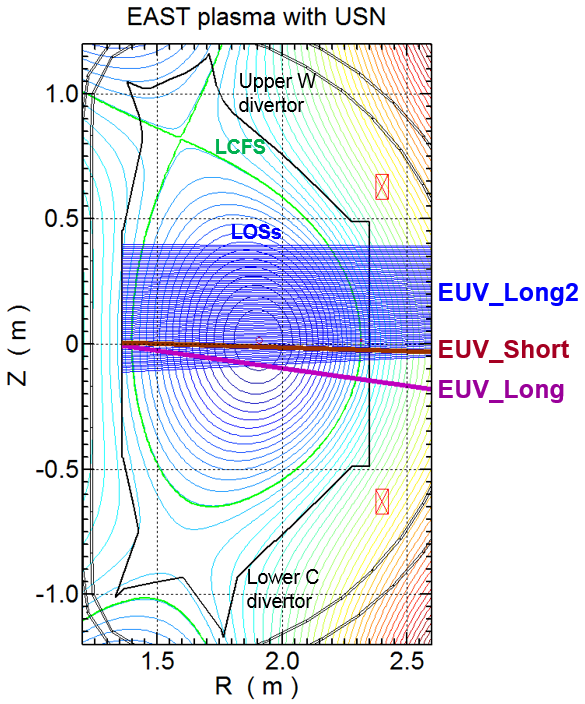 EAST plasma with USN
Upper W
divertor
LCFS
LOSs
EUV_Long2
EUV_Short
EUV_Long
Lower C
divertor
1.0
0.5
0
-0.5
-1.0
Z ( m )
1.5 2.0 2.5
R ( m )